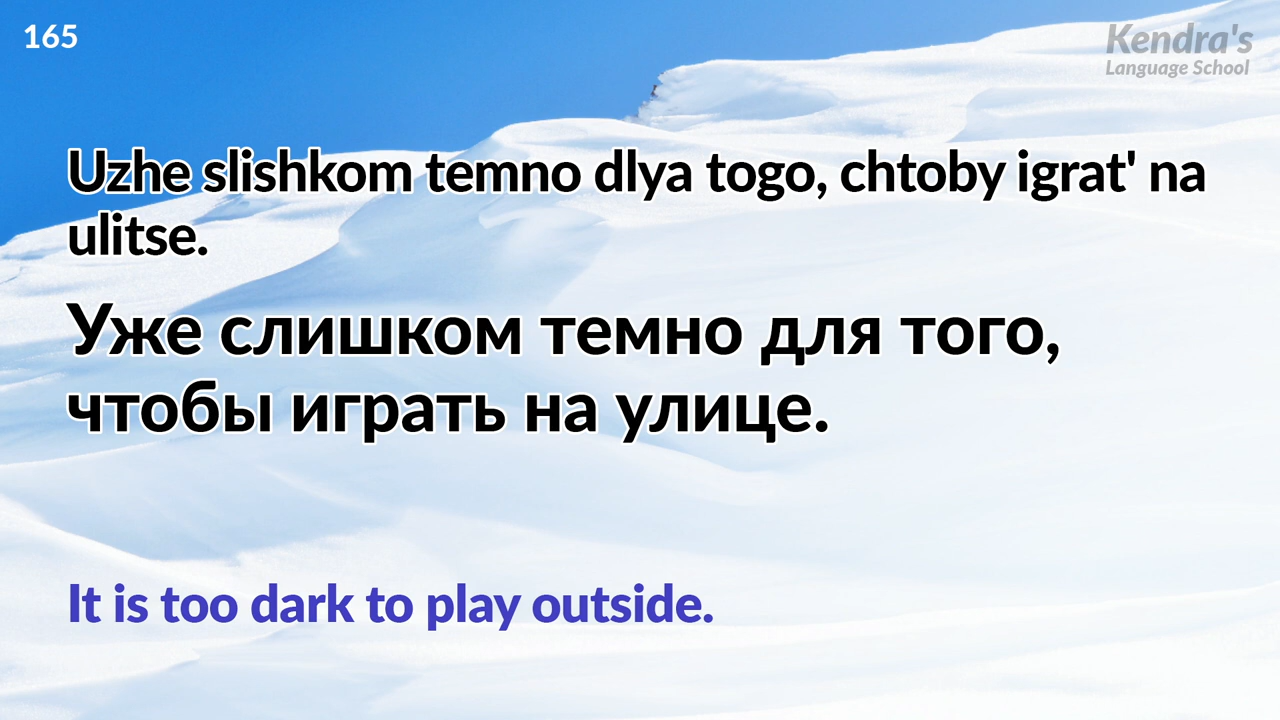 165
Kendra's
Language School
Uzhe slishkom temno dlya togo, chtoby igrat' na
ulitse.
Уже слишком темно для того,
чтобы играть на улице.
It is too dark to play outside.